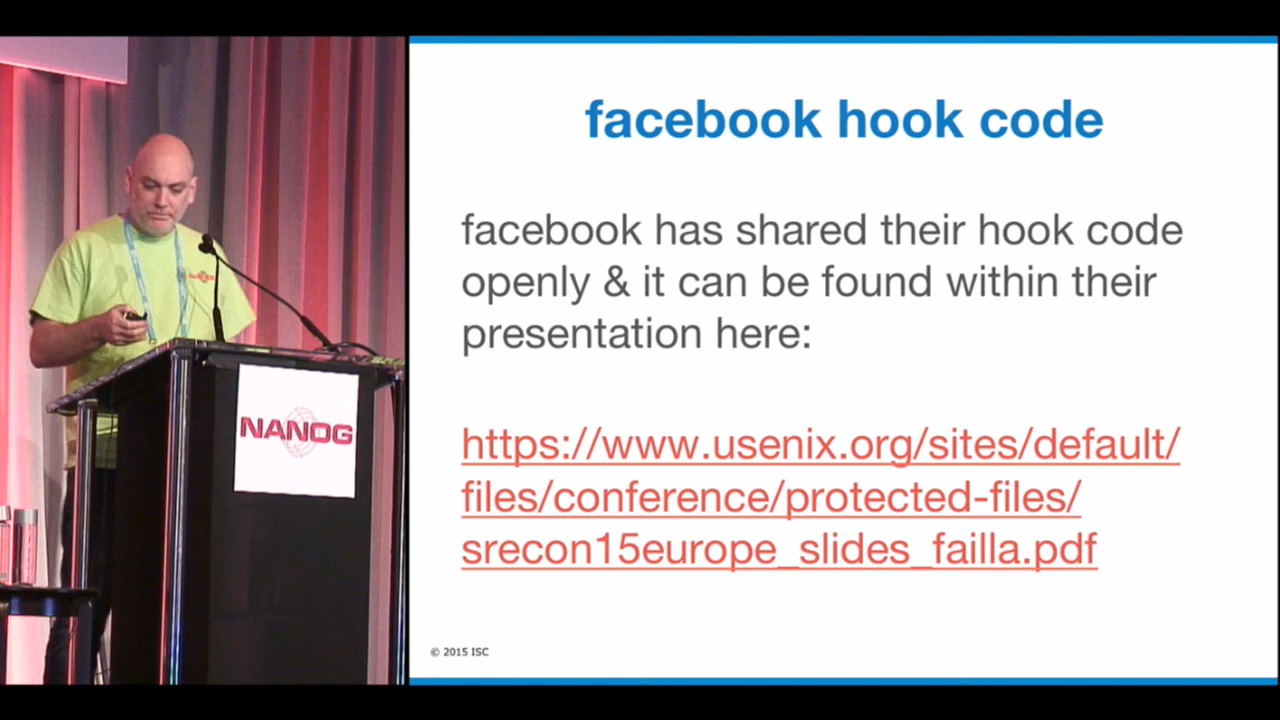 facebook hook code
facebook has shared their hook code
openly & it can be found within their
presentation here:
https://www.usenix.org/sites/default/
files/conference/protected-files/
srecon15europe_slides_failla.pdf
© 2015 ISC
NANOG